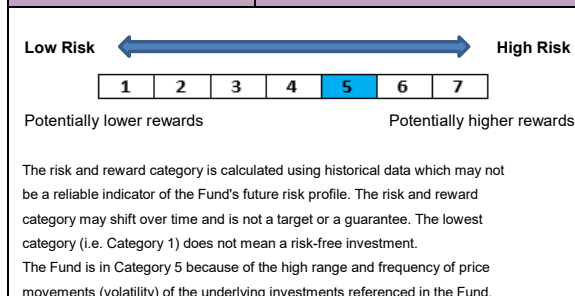 Low Risk High Risk
1 2 3 4 5 6 7
Potentially lower rewards Potentially higher rewards
The risk and reward category is calculated using historical data which may not
be a reliable indicator of the Fund's future risk profile. The risk and reward
category may shift over time and is not a target or a guarantee. The lowest
category (i.e. Category 1) does not mean a risk-free investment.
The Fund is in Category 5 because of the high range and frequency of price
movements (volatility) of the underlying investments referenced in the Fund.